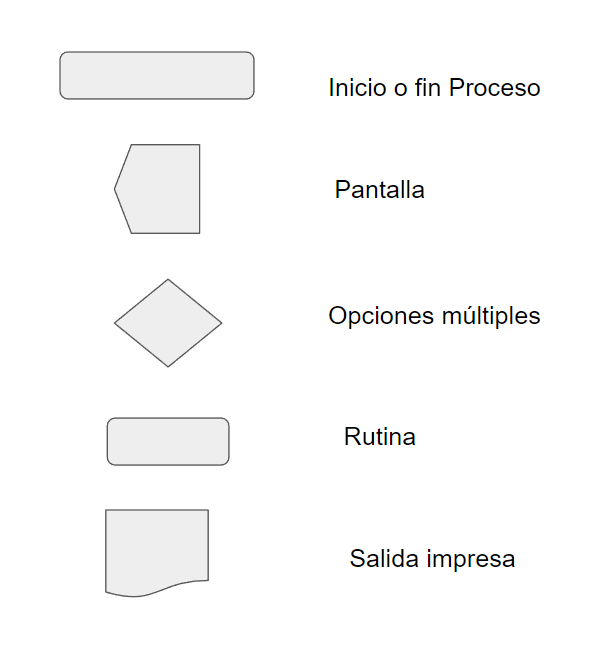 Inicio o fin Proceso
Pantalla
Opciones múltiples
Rutina
Salida impresa